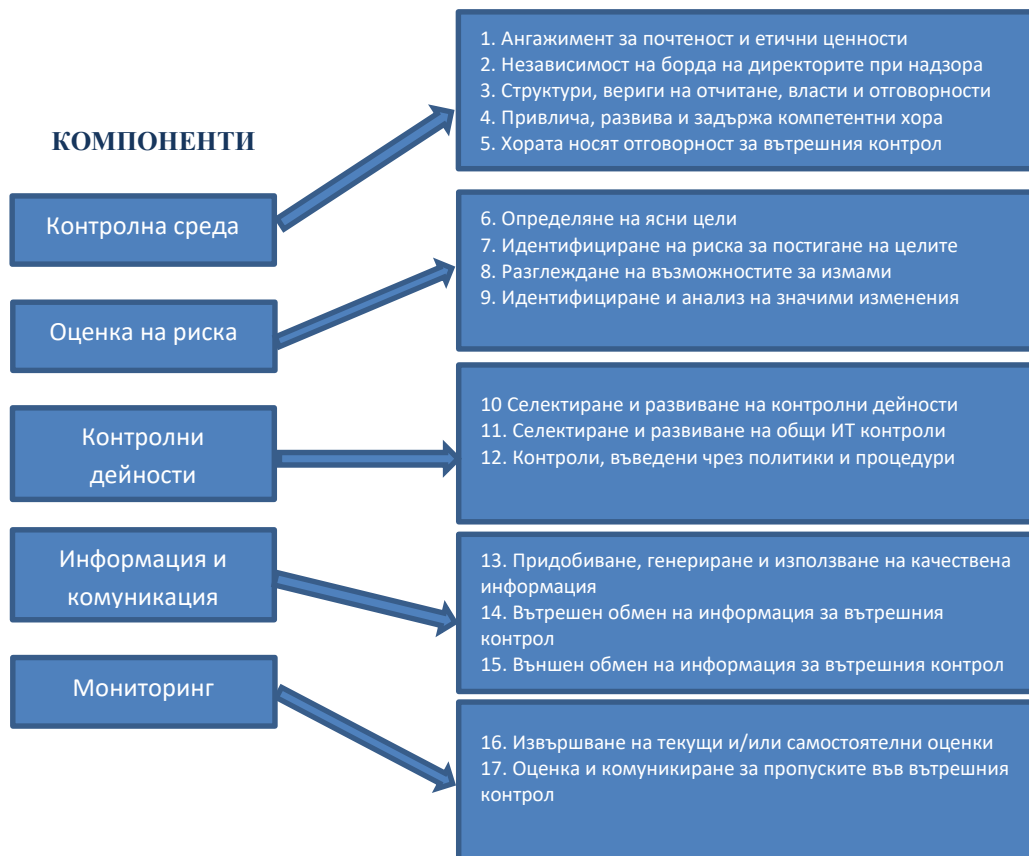 КОМПОНЕНТИ
Контролна среда
1. Ангажимент за почтеност и етични ценности
2. Независимост на борда на директорите при надзора
3. Структури, вериги на отчитане, власти и отговорности
4. Привлича, развива и задържа компетентни хора
5. Хората носят отговорност за вътрешния контрол
Оценка на риска
6. Определяне на ясни цели
7. Идентифициране на риска за постигане на целите
8. Разглеждане на възможностите за измами
9. Идентифициране и анализ на значими изменения
Контролни
дейности
10 Селектиране и развиване на контролни дейности
11. Селектиране и развиване на общи ИТ контроли
12. Контроли, въведени чрез политики и процедури
Информация и
комуникация
13. Придобиване, генериране и използване на качествена
информация
14. Вътрешен обмен на информация за вътрешния
контрол
15. Външен обмен на информация за вътрешния контрол
Мониторинг
16. Извършване на текущи и/или самостоятелни оценки
17. Оценка и комуникиране за пропуските във вътрешния
контрол